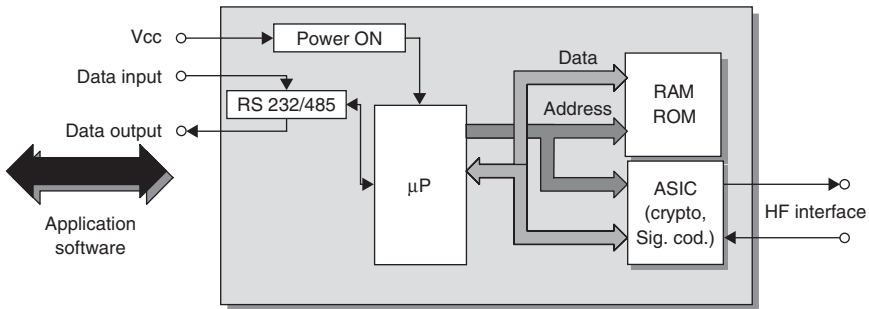 Vcc
Power ON
Data input
RS 232/485
Data output
Application
software
µP
Data
Address
RAM
ROM
ASIC
(crypto,
Sig. cod.)
HF interface